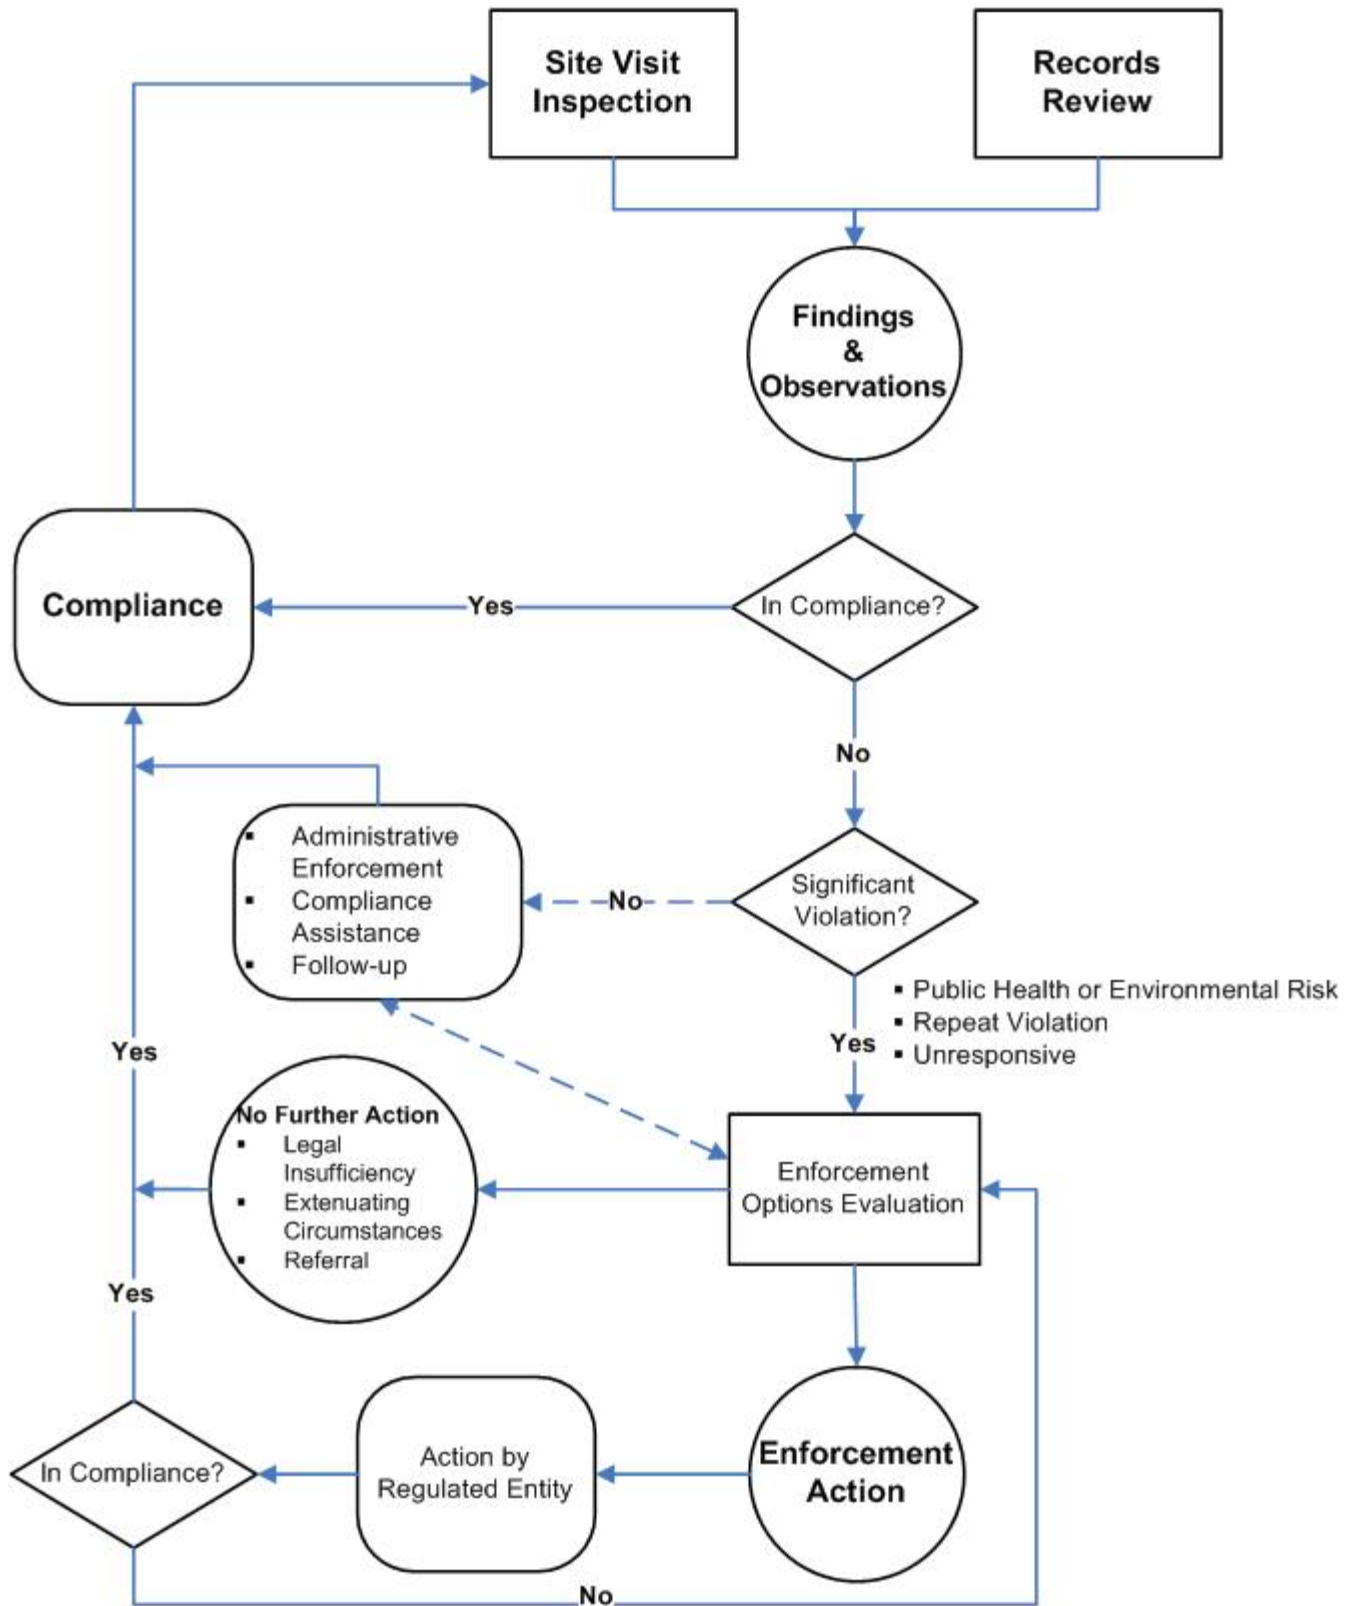 Site Visit
Inspection
Records
Review
Findings
&
Observations
Compliance
Yes
In Compliance?
No
▪ Administrative
Enforcement
▪ Compliance
Assistance
▪ Follow-up
No
Significant
Violation?
▪ Public Health or Environmental Risk
▪ Repeat Violation
▪ Unresponsive
Yes
Yes
No Further Action
▪ Legal
Insufficiency
▪ Extenuating
Circumstances
▪ Referral
Enforcement
Options Evaluation
Yes
In Compliance?
Action by
Regulated Entity
Enforcement
Action
No